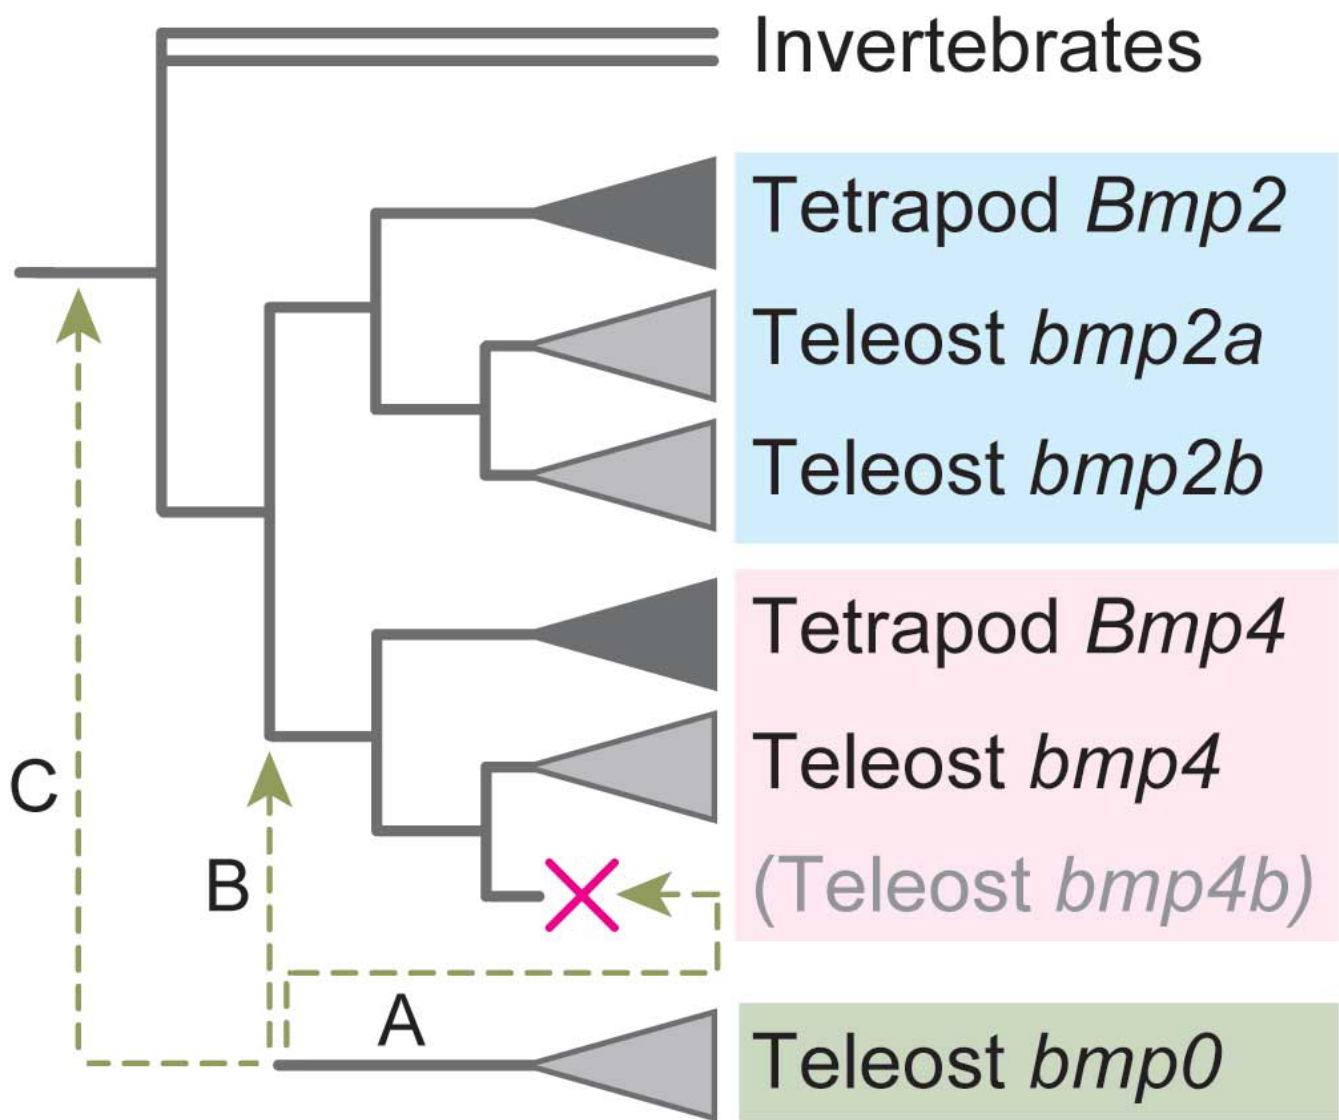 Invertebrates
Tetrapod Bmp2
Teleost bmp2a
Teleost bmp2b
Tetrapod Bmp4
Teleost bmp4
C
B
(Teleost bmp4b)
A
Teleost bmp0